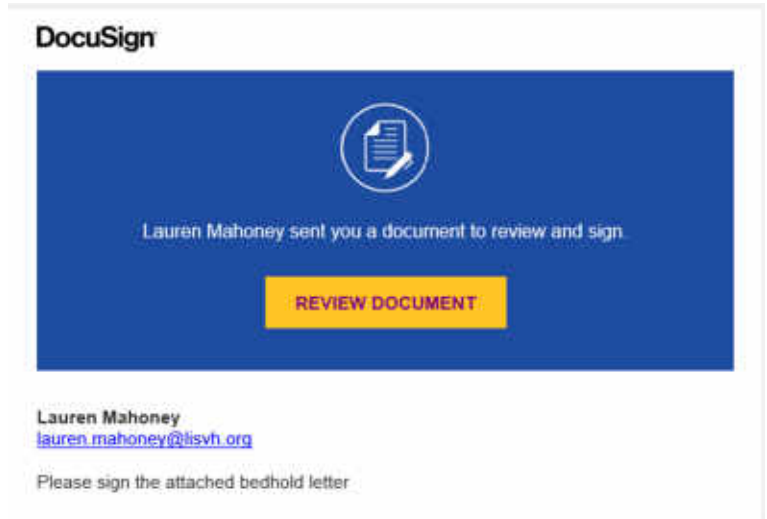 DocuSign
Lauren Mahoney sent you a document to review and sign.
REVIEW DOCUMENT
Lauren Mahoney
lauren.mahoney@lisvh.org
Please sign the attached bedhold letter